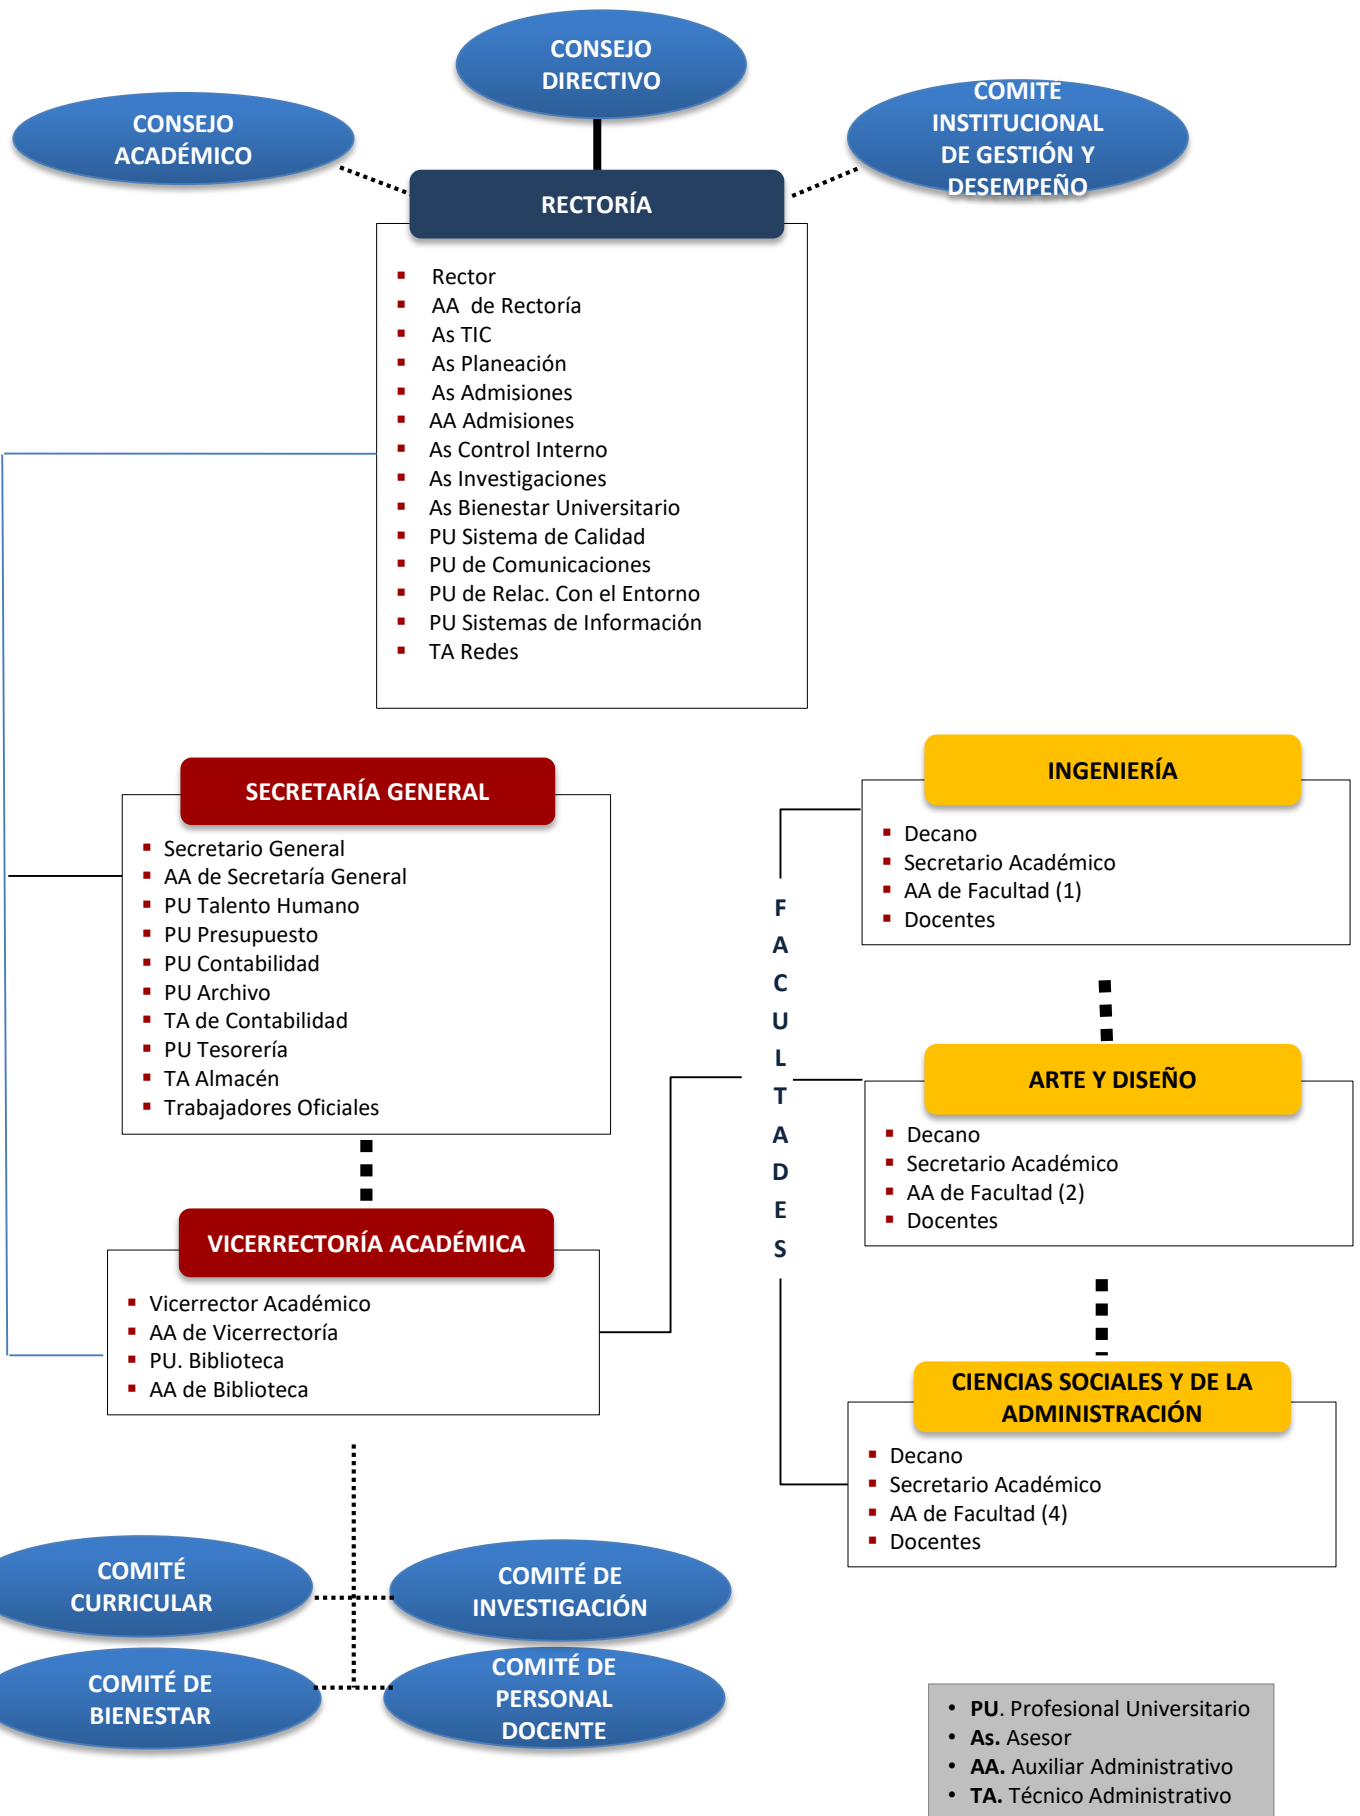 CONSEJO
DIRECTIVO
CONSEJO
ACADÉMICO
COMITÉ
INSTITUCIONAL
DE GESTIÓN Y
DESEMPEÑO
RECTORÍA
Rector
AA de Rectoría
As TIC
As Planeación
As Admisiones
AA Admisiones
As Control Interno
As Investigaciones
As Bienestar Universitario
PU Sistema de Calidad
PU de Comunicaciones
PU de Relac. Con el Entorno
PU Sistemas de Información
TA Redes
SECRETARÍA GENERAL
Secretario General
AA de Secretaría General
PU Talento Humano
PU Presupuesto
PU Contabilidad
PU Archivo
TA de Contabilidad
PU Tesorería
TA Almacén
Trabajadores Oficiales
VICERRECTORÍA ACADÉMICA
Vicerrector Académico
AA de Vicerrectoría
PU. Biblioteca
AA de Biblioteca
F
A
C
U
L
T
A
D
E
S
INGENIERÍA
Decano
Secretario Académico
AA de Facultad (1)
Docentes
ARTE Y DISEÑO
Decano
Secretario Académico
AA de Facultad (2)
Docentes
CIENCIAS SOCIALES Y DE LA
ADMINISTRACIÓN
Decano
Secretario Académico
AA de Facultad (4)
Docentes
COMITÉ
CURRICULAR
COMITÉ DE
INVESTIGACIÓN
COMITÉ DE
BIENESTAR
COMITÉ DE
PERSONAL
DOCENTE
• PU. Profesional Universitario
• As. Asesor
• AA. Auxiliar Administrativo
• TA. Técnico Administrativo